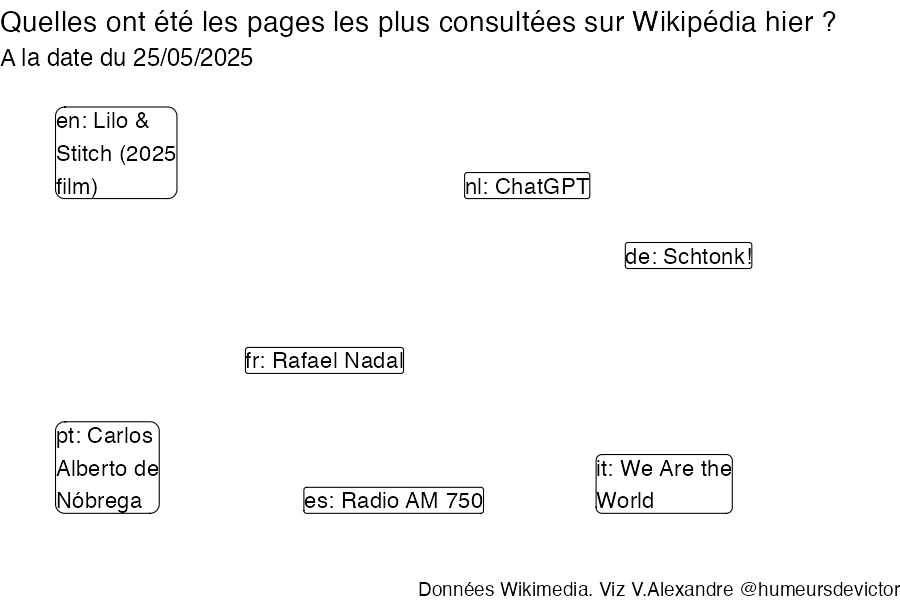 Quelles ont été les pages les plus consultées sur Wikipédia hier ?
A la date du 25/05/2025
en: Lilo &
Stitch (2025
film)
nl: ChatGPT
de: Schtonk!
fr: Rafael Nadal
pt: Carlos
Alberto de
Nóbrega
it: We Are the
World
es: Radio AM 750
Données Wikimedia. Viz V.Alexandre @humeursdevictor